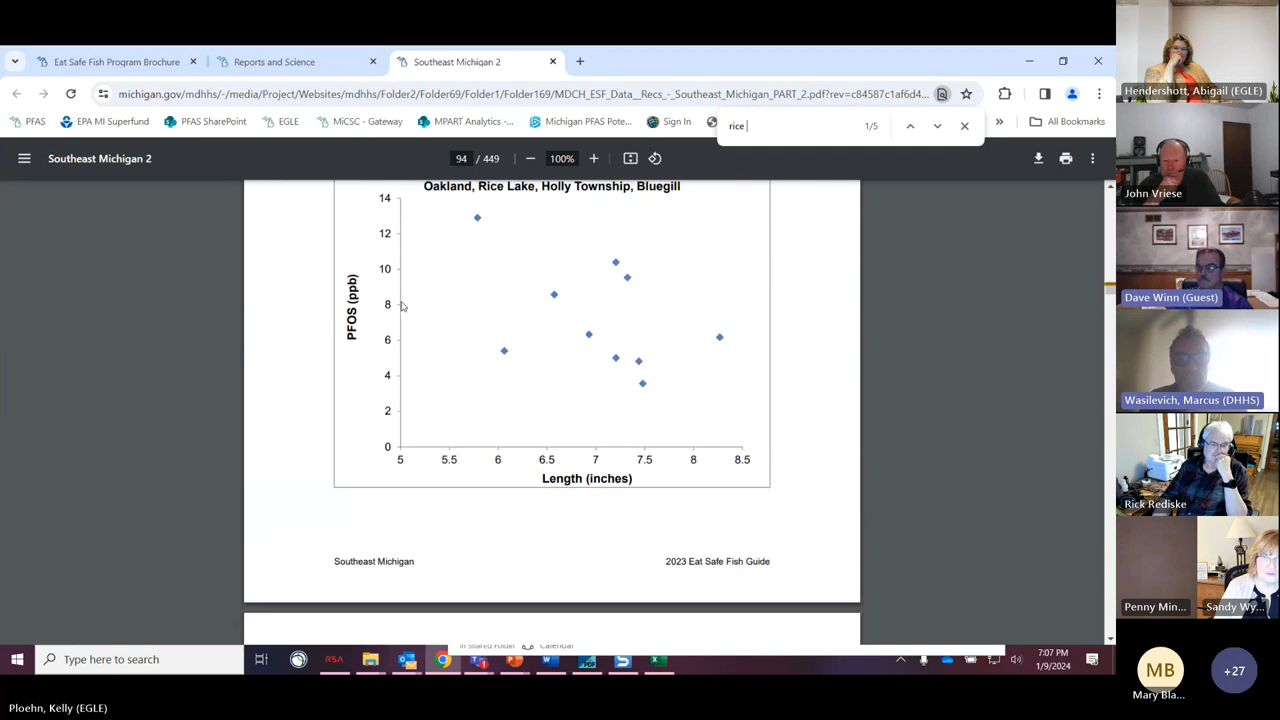 Eat Safe Fish Program Brochure
Reports and Science
Southeast Michigan 2
michigan.gov/mdhhs/-/media/Project/Websites/mdhhs/Folder2/Folder69/Folder1/Folder169/MDCH_ESF_Data__Recs_-_Southeast_Michigan_PART_2.pdf?rev=c84587c1af6d4...
PFAS
EPA MI Superfund
PFAS SharePoint
EGLE
MiCSC - Gateway
MPART Analytics -...
Michigan PFAS Pote...
Sign In
rice
1/5
»
All Bookmarks
Southeast Michigan 2
94 / 449
100%
Oakland, Rice Lake, Holly Township, Bluegill
14
12
10
8
6
4
2
0
PFOS (ppb)
5 5.5 6 6.5 7 7.5 8 8.5
Length (inches)
Southeast Michigan
2023 Eat Safe Fish Guide
In Shared Folder
Calendar
Type here to search
RSA
7:07 PM
1/9/2024
Ploehn, Kelly (EGLE)
Hendershott, Abigail (EGLE)
John Vriese
Dave Winn (Guest)
Wasilevich, Marcus (DHHS)
Rick Rediske
Penny Min...
Sandy Wy...
MB
Mary Bla...
+27